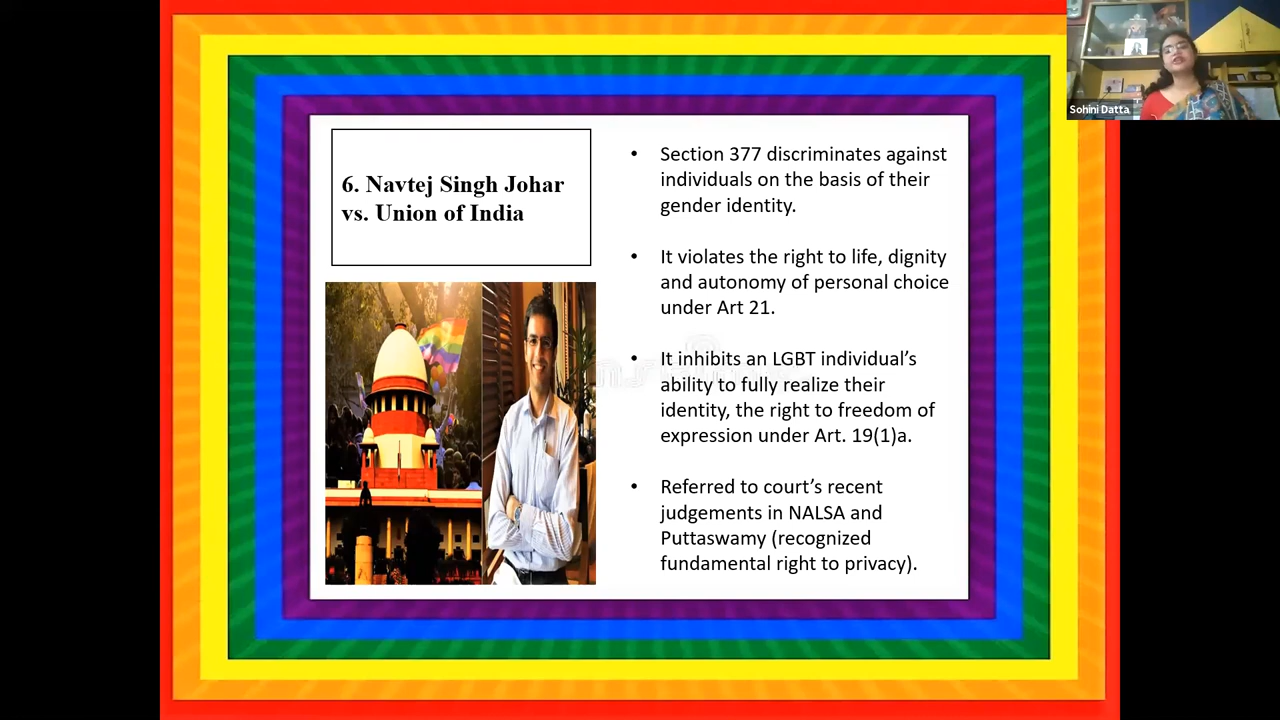 Sohini Datta
6. Navtej Singh Johar
vs. Union of India
• Section 377 discriminates against
individuals on the basis of their
gender identity.
• It violates the right to life, dignity
and autonomy of personal choice
under Art 21.
• It inhibits an LGBT individual’s
ability to fully realize their
identity, the right to freedom of
expression under Art. 19(1)a.
• Referred to court’s recent
judgements in NALSA and
Puttaswamy (recognized
fundamental right to privacy).